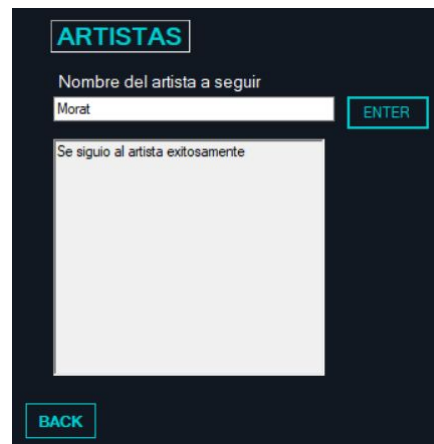 ARTISTAS
Nombre del artista a seguir
Morat
ENTER
Se siguio al artista exitosamente
BACK